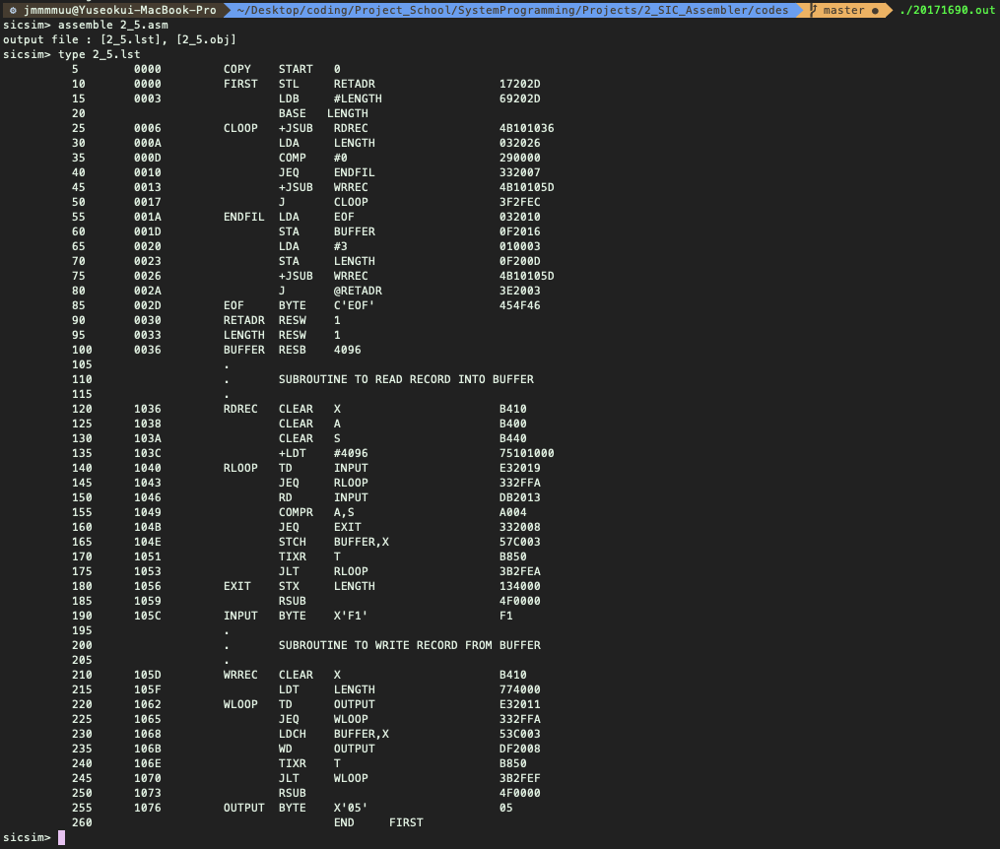 jmmmmuu@Yuseokui-MacBook-Pro ~/Desktop/coding/Project_School/SystemProgramming/Projects/2_SIC_Assembler/codes master ● ./20171690.out
sicsim> assemble 2_5.asm
output file : [2_5.lst], [2_5.obj]
sicsim> type 2_5.lst
5 0000 COPY START 0
10 0000 FIRST STL RETADR 17202D
15 0003 LDB #LENGTH 69202D
20 BASE LENGTH
25 0006 CLOOP +JSUB RDREC 4B101036
30 000A LDA LENGTH 032026
35 000D COMP #0 290000
40 0010 JEQ ENDFIL 332007
45 0013 +JSUB WRREC 4B10105D
50 0017 J CLOOP 3F2FEC
55 001A ENDFIL LDA EOF 032010
60 001D STA BUFFER 0F2016
65 0020 LDA #3 010003
70 0023 STA LENGTH 0F200D
75 0026 +JSUB WRREC 4B10105D
80 002A J @RETADR 3E2003
85 002D EOF BYTE C'EOF' 454F46
90 0030 RETADR RESW 1
95 0033 LENGTH RESW 1
100 0036 BUFFER RESB 4096
105 .
110 . SUBROUTINE TO READ RECORD INTO BUFFER
115 .
120 1036 RDREC CLEAR X B410
125 1038 CLEAR A B400
130 103A CLEAR S B440
135 103C +LDT #4096 75101000
140 1040 RLOOP TD INPUT E32019
145 1043 JEQ RLOOP 332FFA
150 1046 RD INPUT DB2013
155 1049 COMPR A,S A004
160 104B JEQ EXIT 332008
165 104E STCH BUFFER,X 57C003
170 1051 TIXR T B850
175 1053 JLT RLOOP 3B2FEA
180 1056 EXIT STX LENGTH 134000
185 1059 RSUB 4F0000
190 105C INPUT BYTE X'F1' F1
195 .
200 . SUBROUTINE TO WRITE RECORD FROM BUFFER
205 .
210 105D WRREC CLEAR X B410
215 105F LDT LENGTH 774000
220 1062 WLOOP TD OUTPUT E32011
225 1065 JEQ WLOOP 332FFA
230 1068 LDCH BUFFER,X 53C003
235 106B WD OUTPUT DF2008
240 106E TIXR T B850
245 1070 JLT WLOOP 3B2FEF
250 1073 RSUB 4F0000
255 1076 OUTPUT BYTE X'05' 05
260 END FIRST
sicsim>